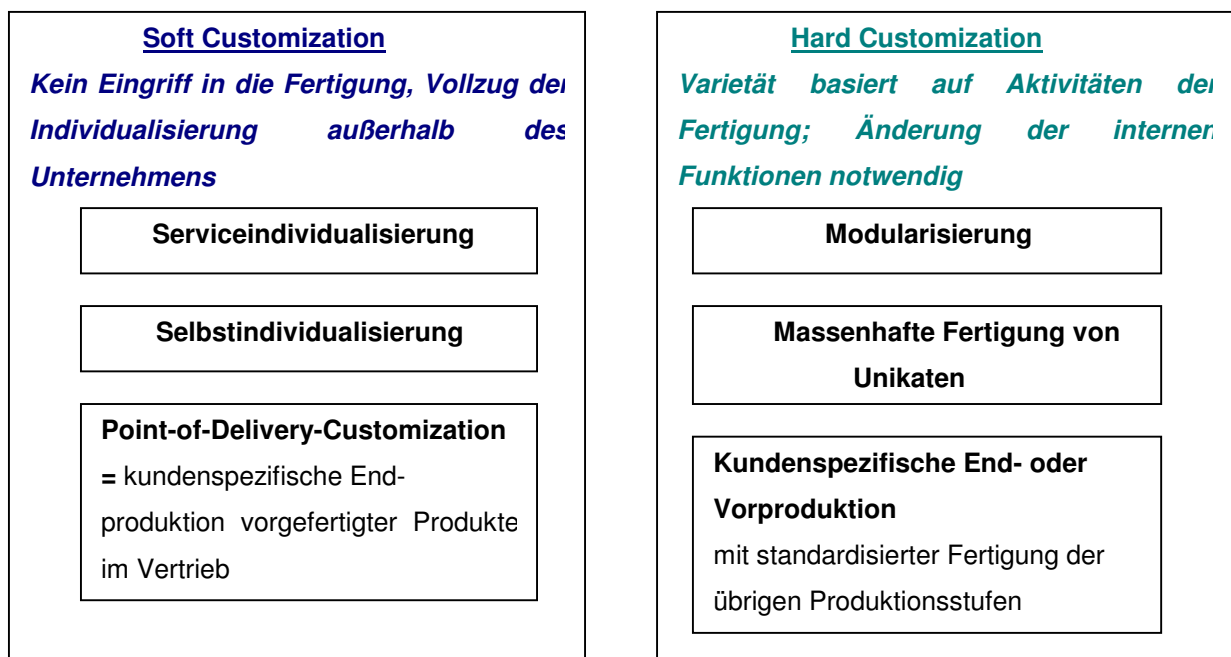 Soft Customization
Kein Eingriff in die Fertigung, Vollzug der
Individualisierung außerhalb des
Unternehmens
Serviceindividualisierung
Selbstindividualisierung
Point-of-Delivery-Customization
= kundenspezifische End-
produktion vorgefertigter Produkte
im Vertrieb
Hard Customization
Varietät basiert auf Aktivitäten der
Fertigung; Änderung der internen
Funktionen notwendig
Modularisierung
Massenhafte Fertigung von
Unikaten
Kundenspezifische End- oder
Vorproduktion
mit standardisierter Fertigung der
übrigen Produktionsstufen